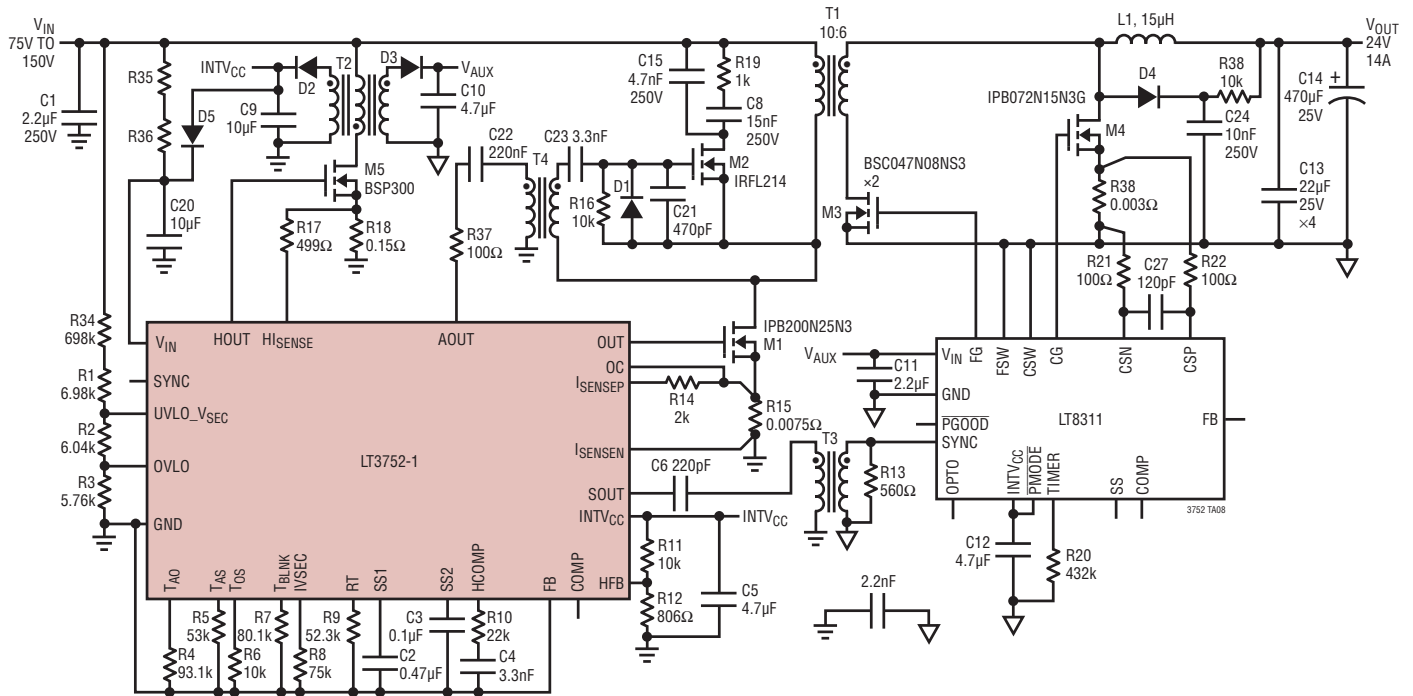 VIN
75V TO
150V
C1
2.2µF
250V
R35
R36
C20
10µF
D5
INTVCC
D2
C9
10µF
T2
D3
VAUX
C10
4.7µF
M5
BSP300
R17
499Ω
R18
0.15Ω
C22
220nF
R37
100Ω
T4
C23 3.3nF
R16
10k
D1
C21
470pF
C15
4.7nF
250V
R19
1k
C8
15nF
250V
M2
IRFL214
T1
10:6
BSC047N08NS3
×2
M3
L1, 15µH
IPB072N15N3G
M4
D4
R38
10k
C24
10nF
250V
R38
0.003Ω
R21
100Ω
C27
120pF
R22
100Ω
VOUT
24V
14A
C14
470µF
25V
+
C13
22µF
25V
×4
R34
698k
R1
6.98k
R2
6.04k
R3
5.76k
VIN
SYNC
UVLO_VSEC
OVLO
GND
HOUT
HISENSE
AOUT
LT3752-1
OUT
OC
ISENSEP
ISENSEN
SOUT
INTVCC
HFB
TAO
TAS
TOS
TBLNK
IVSEC
RT
SS1
SS2
HCOMP
FB
COMP
R4
93.1k
R5
53k
R6
10k
R7
80.1k
R8
75k
R9
52.3k
C2
0.47µF
C3
0.1µF
R10
22k
C4
3.3nF
IPB200N25N3
M1
R14
2k
R15
0.0075Ω
C6 220pF
T3
R13
560Ω
INTVCC
R11
10k
R12
806Ω
C5
4.7µF
2.2nF
VAUX
C11
2.2µF
VIN
GND
PGOOD
SYNC
FG
FSW
CSW
CG
CSN
CSP
LT8311
FB
OPTO
INTVCC
PMODE
TIMER
SS
COMP
C12
4.7µF
R20
432k
3752 TA08